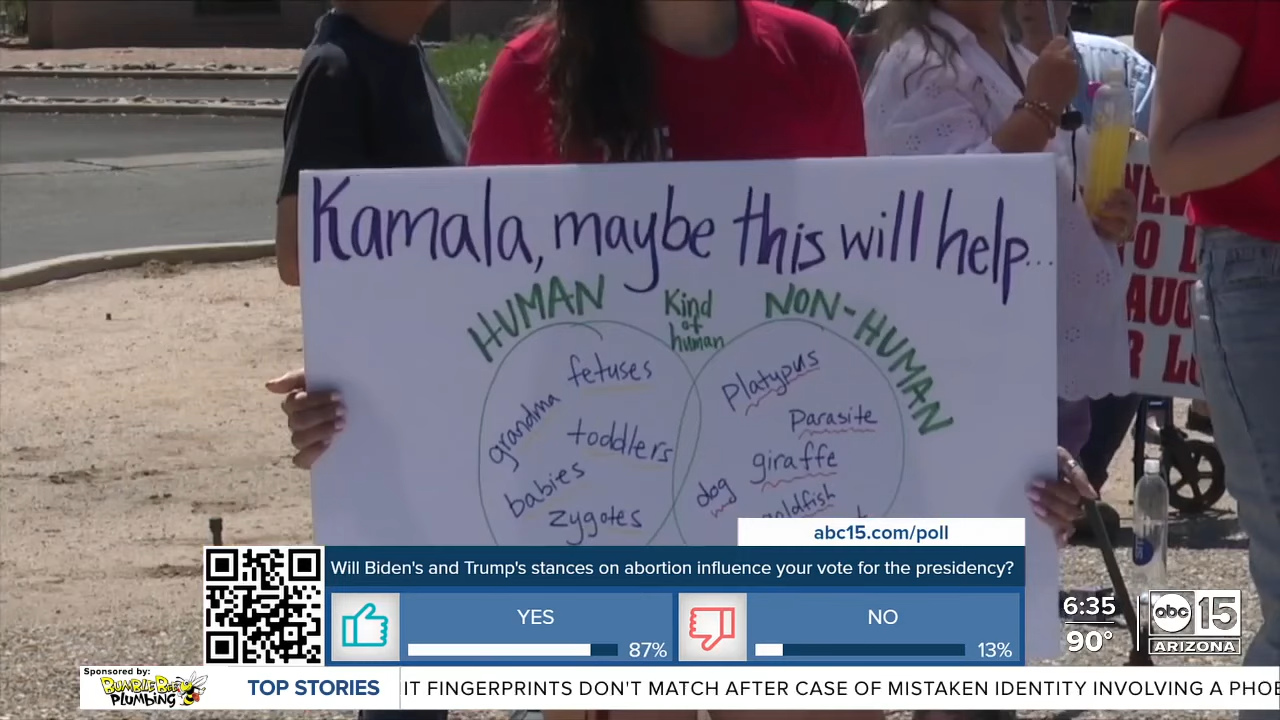 Kamala, maybe this will help...
HUMAN
Kind
of
human
NON-HUMAN
fetuses
grandma
toddlers
babies
zygotes
Platypus
Parasite
giraffe
dog
abc15.com/poll
Will Biden's and Trump's stances on abortion influence your vote for the presidency?
YES
87%
NO
13%
6:35
90°
abc 15
ARIZONA
Sponsored by:
BUMBLE BEE
PLUMBING
TOP STORIES
IT FINGERPRINTS DON'T MATCH AFTER CASE OF MISTAKEN IDENTITY INVOLVING A